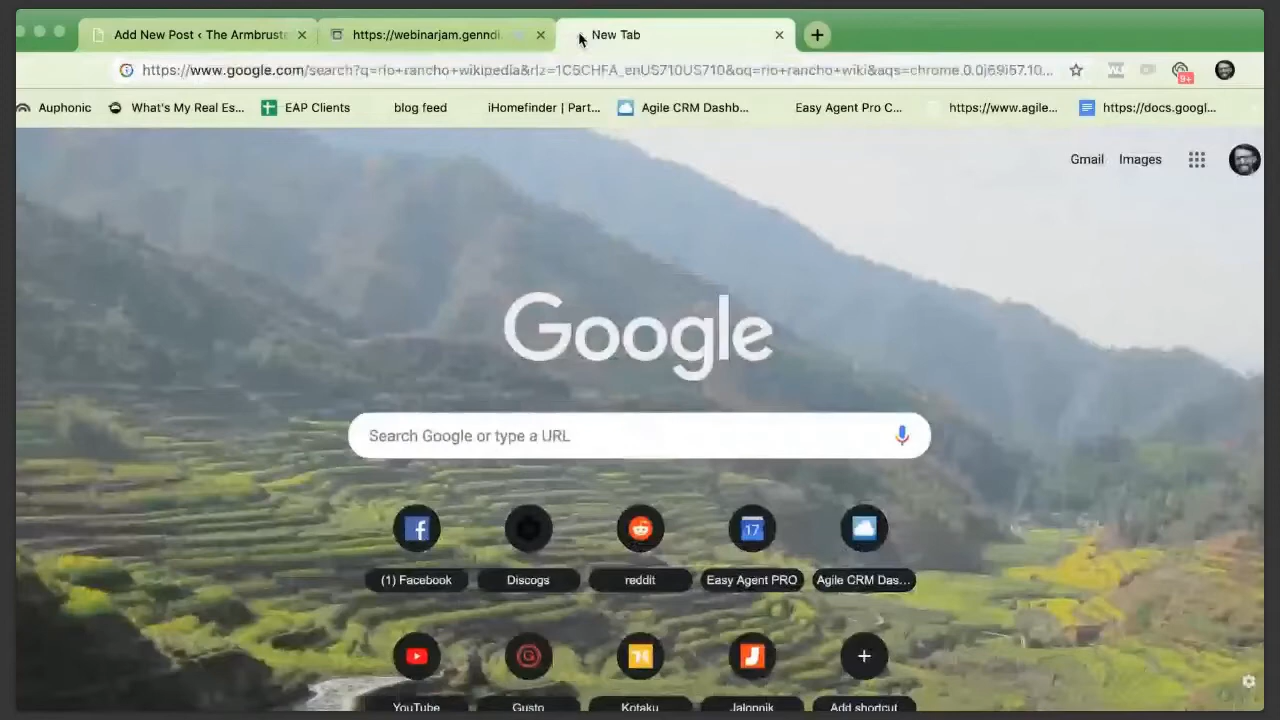 Add New Post ‹ The Armbruste
https://webinarjam.genndi.
New Tab
https://www.google.com/search?q=rio+rancho+wikipedia&rlz=1C5CHFA_enUS710US710&oq=rio+rancho+wiki&aqs=chrome.0.0j69i57.10...
9+
Auphonic
What's My Real Es...
EAP Clients
blog feed
iHomefinder | Part...
Agile CRM Dashb...
Easy Agent Pro C...
https://www.agile...
https://docs.googl...
Gmail
Images
Google
Search Google or type a URL
17
(1) Facebook
Discogs
reddit
Easy Agent PRO
Agile CRM Das...
YouTube
Gusto
Kotaku
Jalopnik
Add shortcut